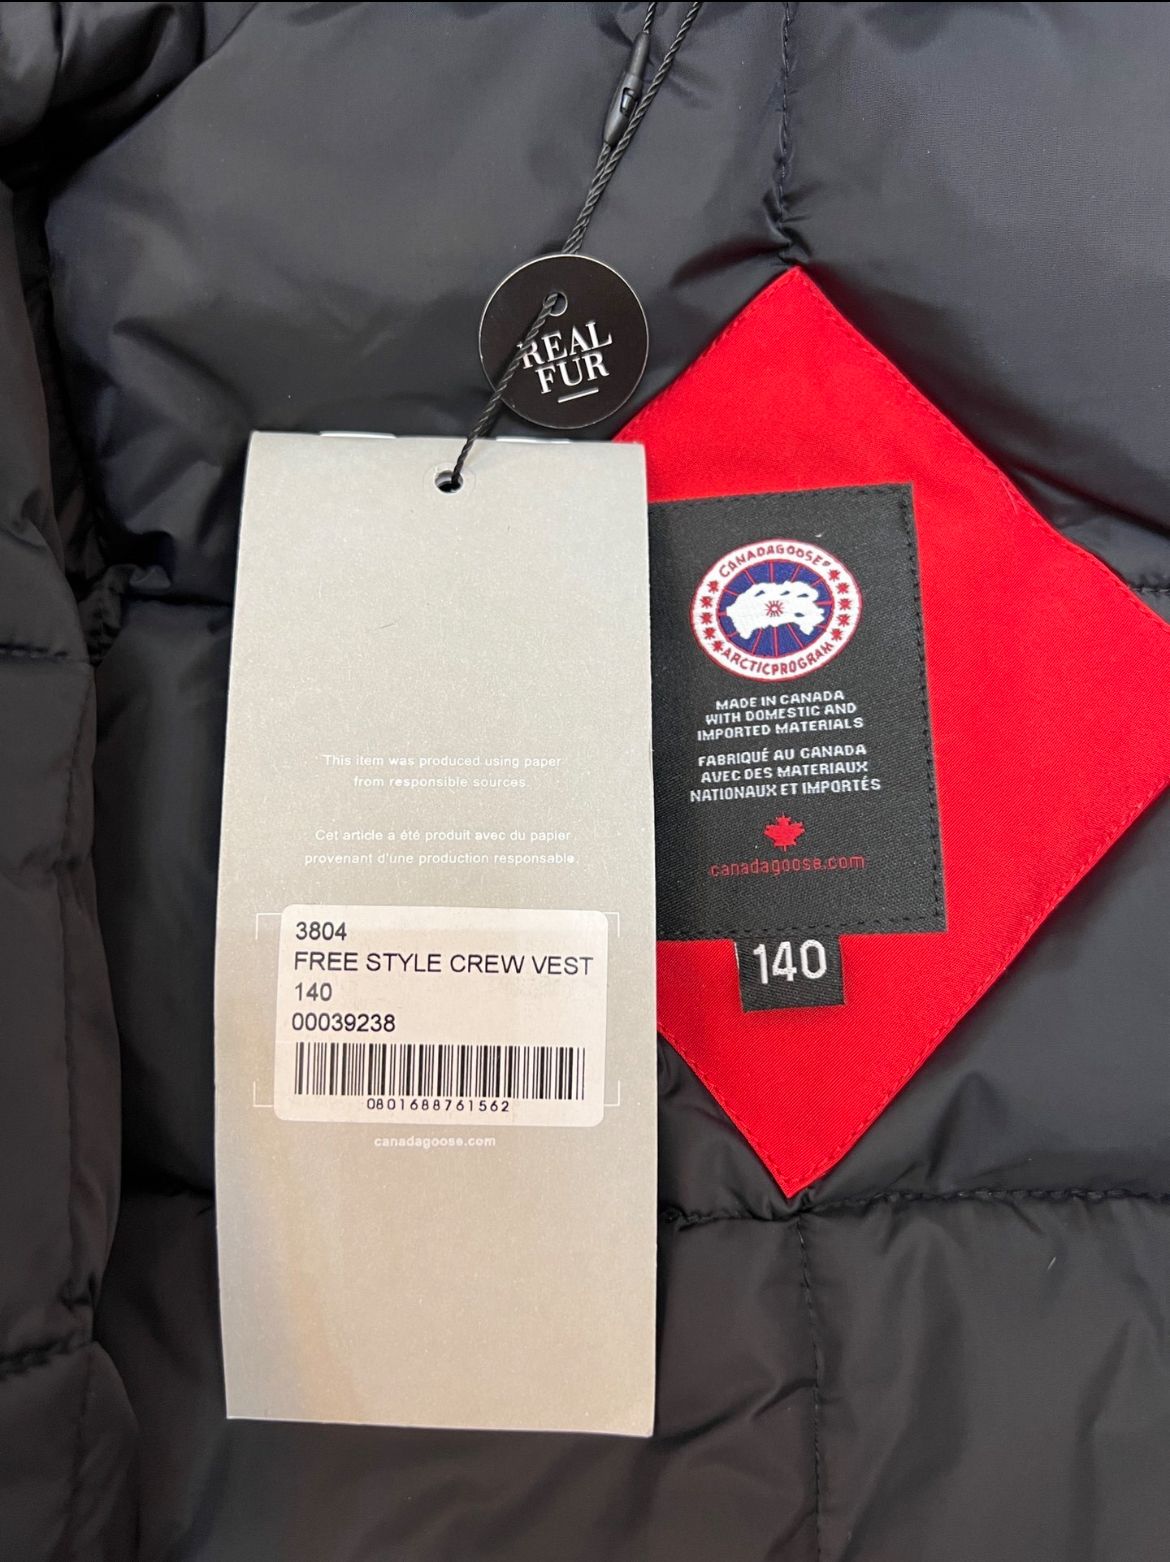 REAL
FUR
This item was produced using paper
from responsible sources.
Cet article a été produit avec du papier
provenant d'une production responsable.
3804
FREE STYLE CREW VEST
140
00039238
0801688761562
canadagoose.com
CANADA GOOSE®
ARCTIC PROGRAM
MADE IN CANADA
WITH DOMESTIC AND
IMPORTED MATERIALS
FABRIQUÉ AU CANADA
AVEC DES MATERIAUX
NATIONAUX ET IMPORTÉS
canadagoose.com
140